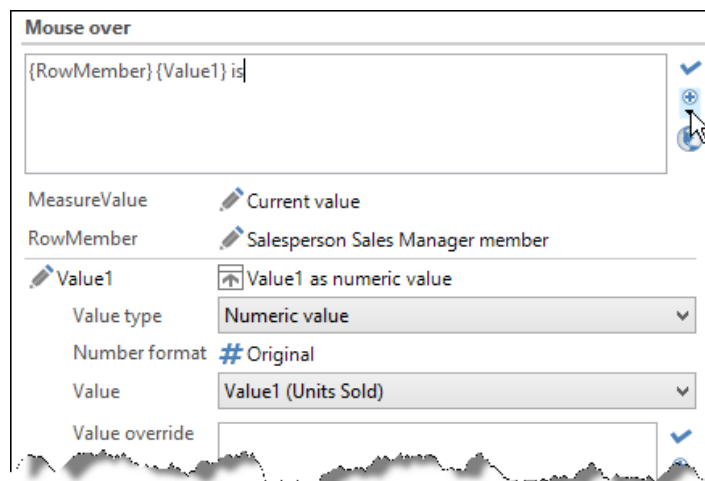 Mouse over
{RowMember} {Value1} is
MeasureValue Current value
RowMember Salesperson Sales Manager member
Value1 Value1 as numeric value
Value type Numeric value
Number format # Original
Value Value1 (Units Sold)
Value override